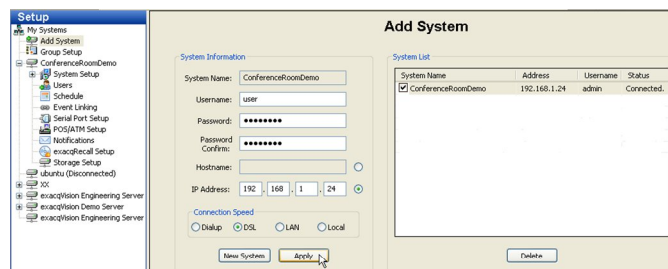 Setup
My Systems
Add System
Group Setup
ConferenceRoomDemo
System Setup
Users
Schedule
Event Linking
Serial Port Setup
POS/ATM Setup
Notifications
exacqRecall Setup
Storage Setup
ubuntu (Disconnected)
XX
exacqVision Engineering Server
exacqVision Demo Server
exacqVision Engineering Server
Add System
System Information
System Name: ConferenceRoomDemo
Username: user
Password: ●●●●●●●●
Password Confirm: ●●●●●●●●
Hostname:
IP Address: 192 . 168 . 1 . 24
Connection Speed
Dialup DSL LAN Local
New System Apply
System List
System Name Address Username Status
ConferenceRoomDemo 192.168.1.24 admin Connected.
Delete